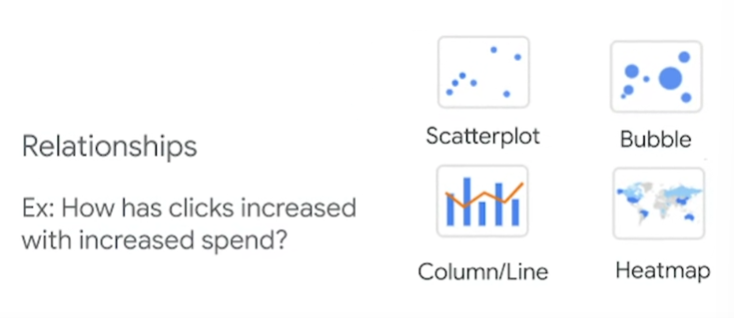 Relationships
Ex: How has clicks increased
with increased spend?
Scatterplot
Bubble
Column/Line
Heatmap